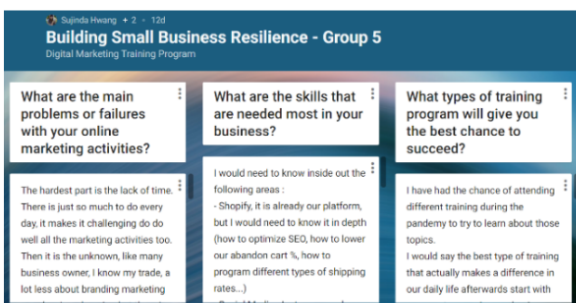 Sujinda Hwang + 2 · 12d
Building Small Business Resilience - Group 5
Digital Marketing Training Program
What are the main
problems or failures
with your online
marketing activities?
The hardest part is the lack of time.
There is just so much to do every
day, it makes it challenging do do
well all the marketing activities too.
Then it is the unknown, like many
business owner, I know my trade, a
lot less about branding marketing
What are the skills that
are needed most in your
business?
I would need to know inside out the
following areas :
- Shopify, it is already our platform,
but I would need to know it in depth
(how to optimize SEO, how to lower
our abandon cart %, how to
program different types of shipping
rates...)
What types of training
program will give you
the best chance to
succeed?
I have had the chance of attending
different training during the
pandemy to try to learn about those
topics.
I would say the best type of training
that actually makes a difference in
our daily life afterwards start with